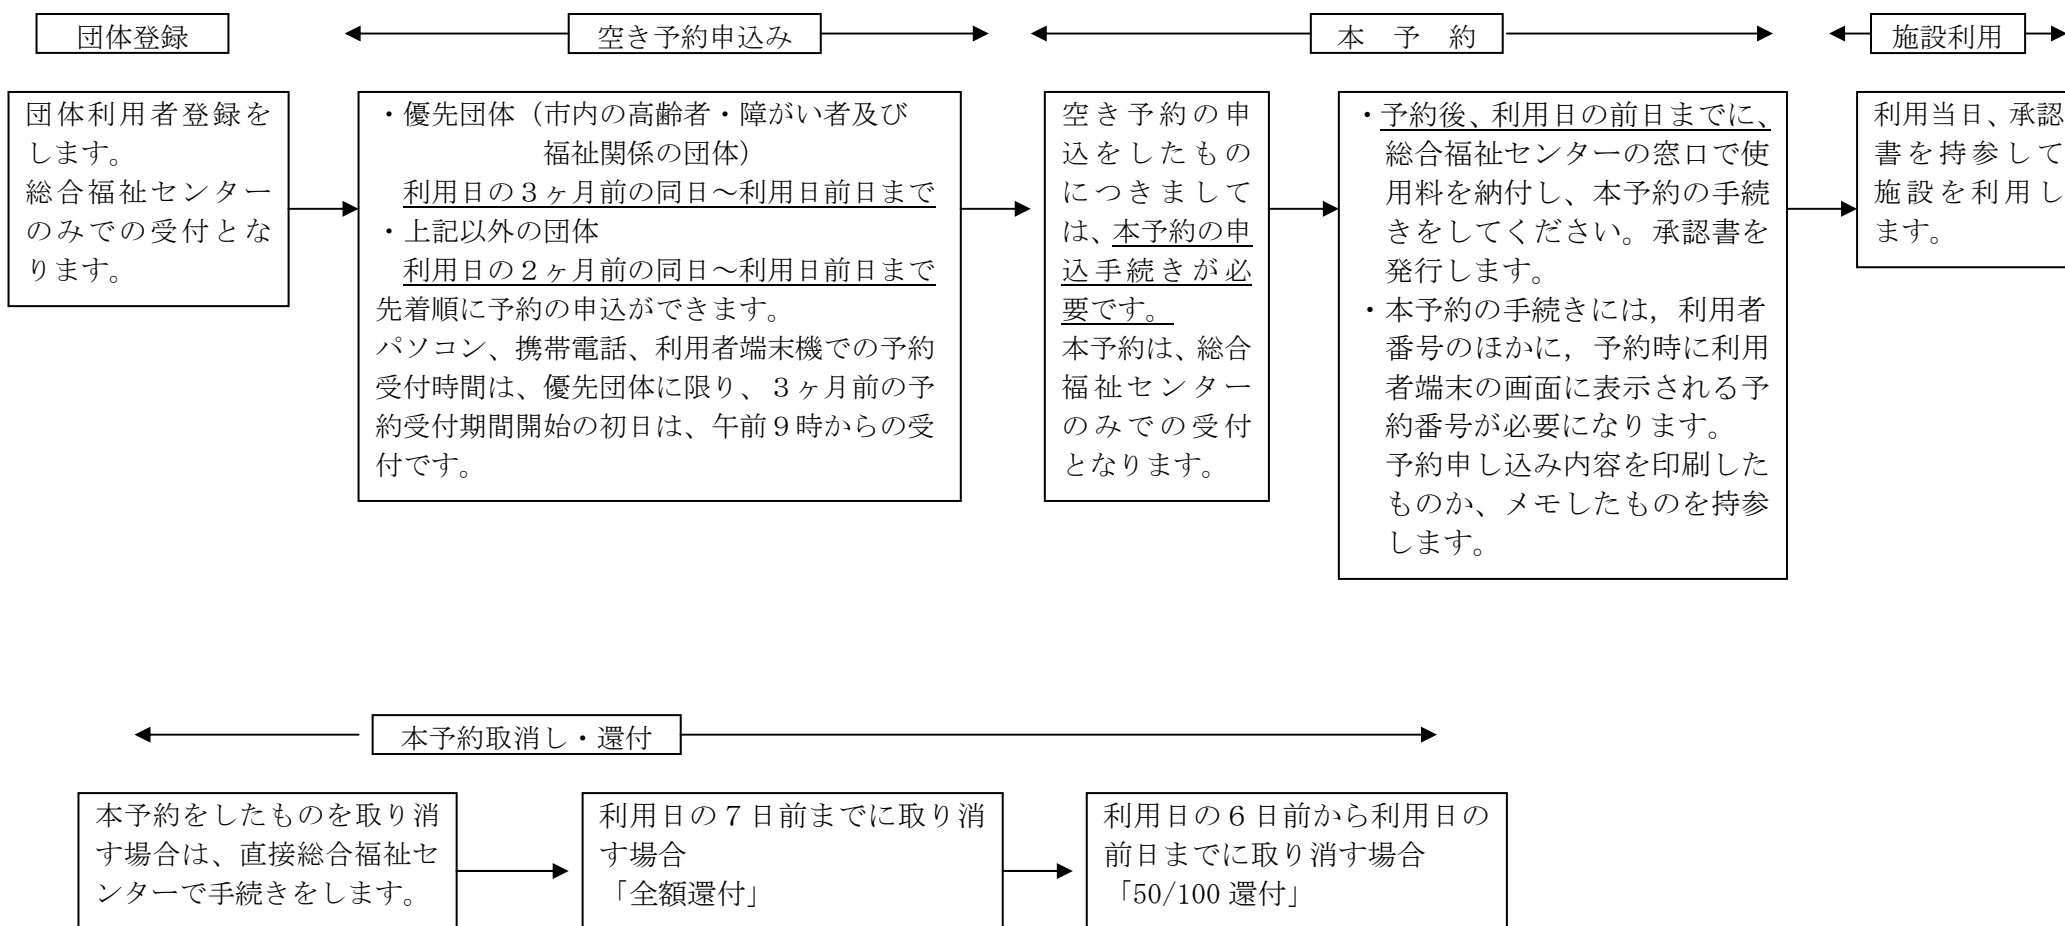 団体登録
空き予約申込み
本 予 約
施設利用
団体利用者登録を
します。
総合福祉センター
のみでの受付とな
ります。
・優先団体（市内の高齢者・障がい者及び
福祉関係の団体）
利用日の３ヶ月前の同日～利用日前日まで
・上記以外の団体
利用日の２ヶ月前の同日～利用日前日まで
先着順に予約の申込ができます。
パソコン、携帯電話、利用者端末機での予約
受付時間は、優先団体に限り、３ヶ月前の予
約受付期間開始の初日は、午前９時からの受
付です。
空き予約の申
込をしたもの
につきまして
は、本予約の申
込手続きが必
要です。
本予約は、総合
福祉センター
のみでの受付
となります。
・予約後、利用日の前日までに、
総合福祉センターの窓口で使
用料を納付し、本予約の手続
きをしてください。承認書を
発行します。
・本予約の手続きには，利用者
番号のほかに，予約時に利用
者端末の画面に表示される予
約番号が必要になります。
予約申し込み内容を印刷した
ものか、メモしたものを持参
します。
利用当日、承認
書を持参して
施設を利用し
ます。
本予約取消し・還付
本予約をしたものを取り消
す場合は、直接総合福祉セ
ンターで手続きをします。
利用日の７日前までに取り消
す場合
「全額還付」
利用日の６日前から利用日の
前日までに取り消す場合
「50/100 還付」